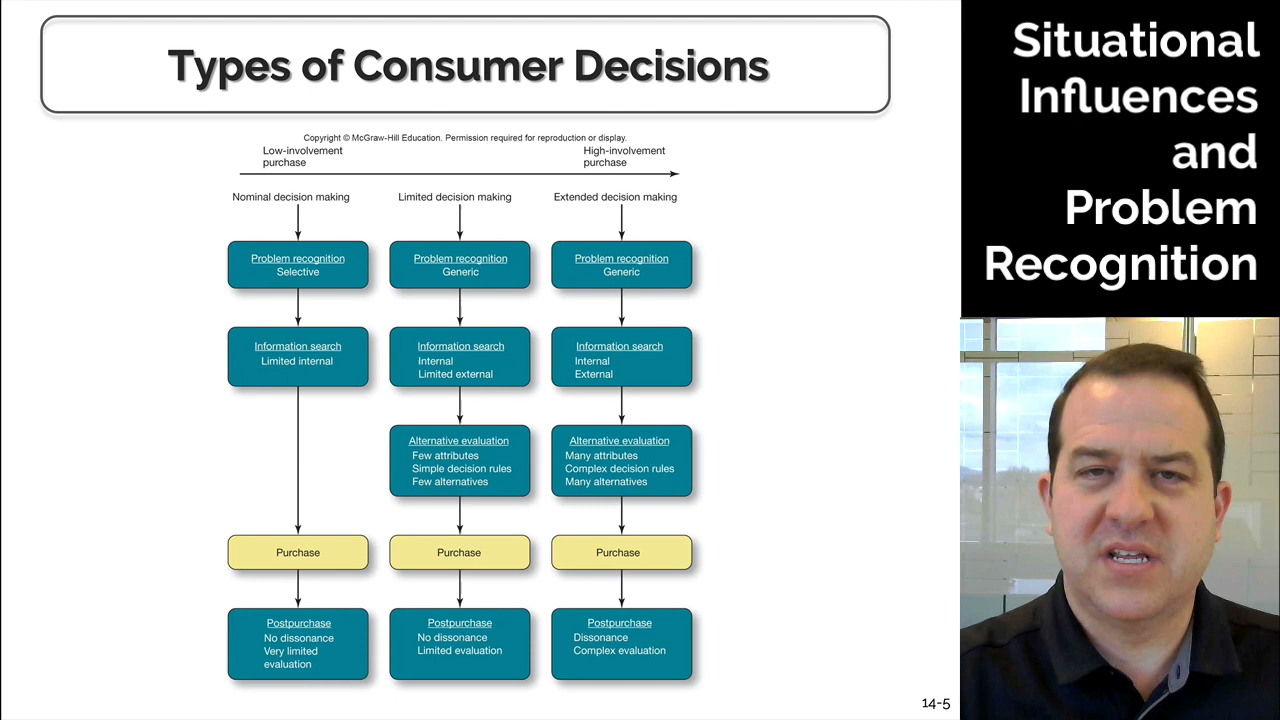 Types of Consumer Decisions
Copyright © McGraw-Hill Education. Permission required for reproduction or display.
Low-involvement
purchase
High-involvement
purchase
Nominal decision making
Limited decision making
Extended decision making
Problem recognition
Selective
Problem recognition
Generic
Problem recognition
Generic
Information search
Limited internal
Information search
Internal
Limited external
Information search
Internal
External
Alternative evaluation
Few attributes
Simple decision rules
Few alternatives
Alternative evaluation
Many attributes
Complex decision rules
Many alternatives
Purchase
Purchase
Purchase
Postpurchase
No dissonance
Very limited
evaluation
Postpurchase
No dissonance
Limited evaluation
Postpurchase
Dissonance
Complex evaluation
14-5
Situational
Influences
and
Problem
Recognition